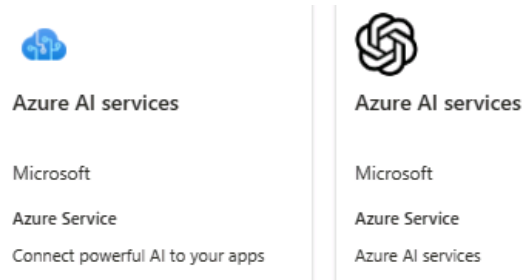 Azure AI services
Microsoft
Azure Service
Connect powerful AI to your apps
Azure AI services
Microsoft
Azure Service
Azure AI services